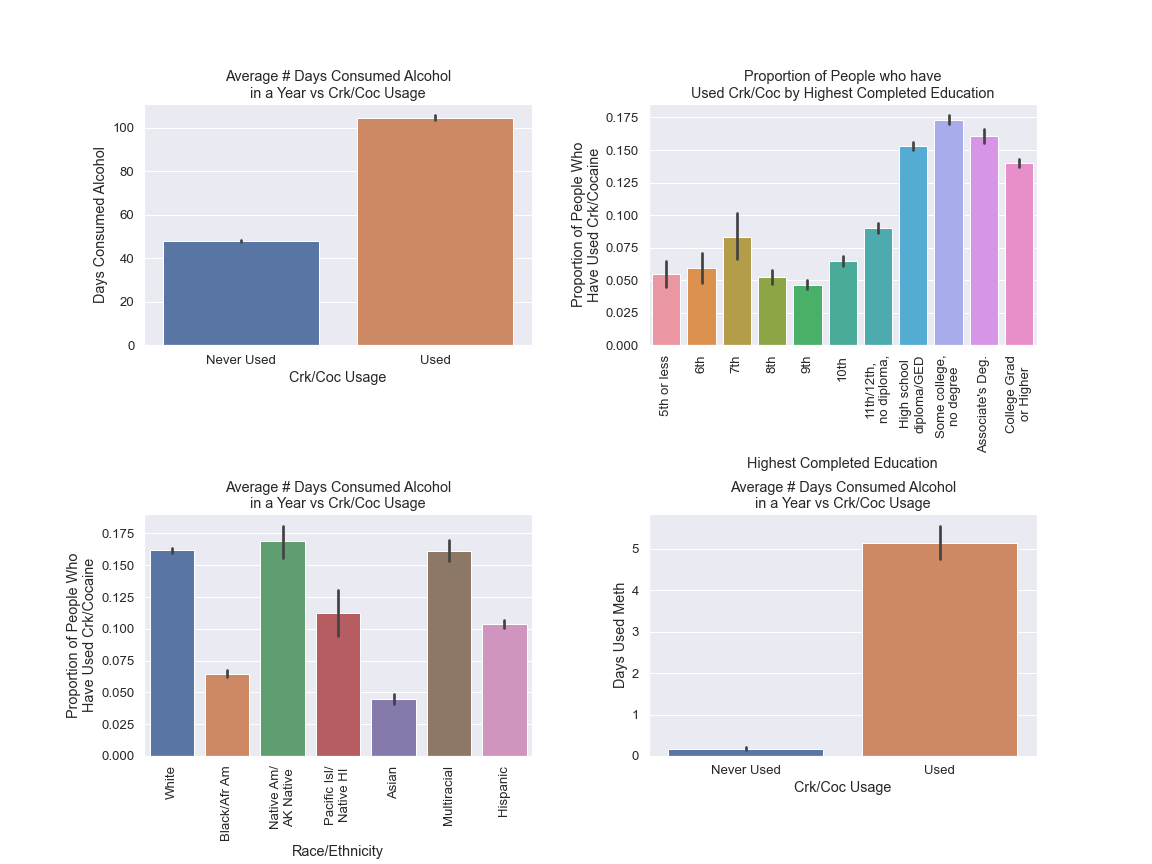 Average # Days Consumed Alcohol
in a Year vs Crk/Coc Usage
Days Consumed Alcohol
100
80
60
40
20
0
Never Used
Used
Crk/Coc Usage
Proportion of People who have
Used Crk/Coc by Highest Completed Education
Proportion of People Who
Have Used Crk/Cocaine
0.175
0.150
0.125
0.100
0.075
0.050
0.025
0.000
5th or less
6th
7th
8th
9th
10th
11th/12th,
no diploma,
High school
diploma/GED
Some college,
no degree
Associate's Deg.
College Grad
or Higher
Highest Completed Education
Average # Days Consumed Alcohol
in a Year vs Crk/Coc Usage
Proportion of People Who
Have Used Crk/Cocaine
0.175
0.150
0.125
0.100
0.075
0.050
0.025
0.000
White
Black/Afr Am
Native Am/
AK Native
Pacific Isl/
Native HI
Asian
Multiracial
Hispanic
Race/Ethnicity
Average # Days Consumed Alcohol
in a Year vs Crk/Coc Usage
Days Used Meth
5
4
3
2
1
0
Never Used
Used
Crk/Coc Usage